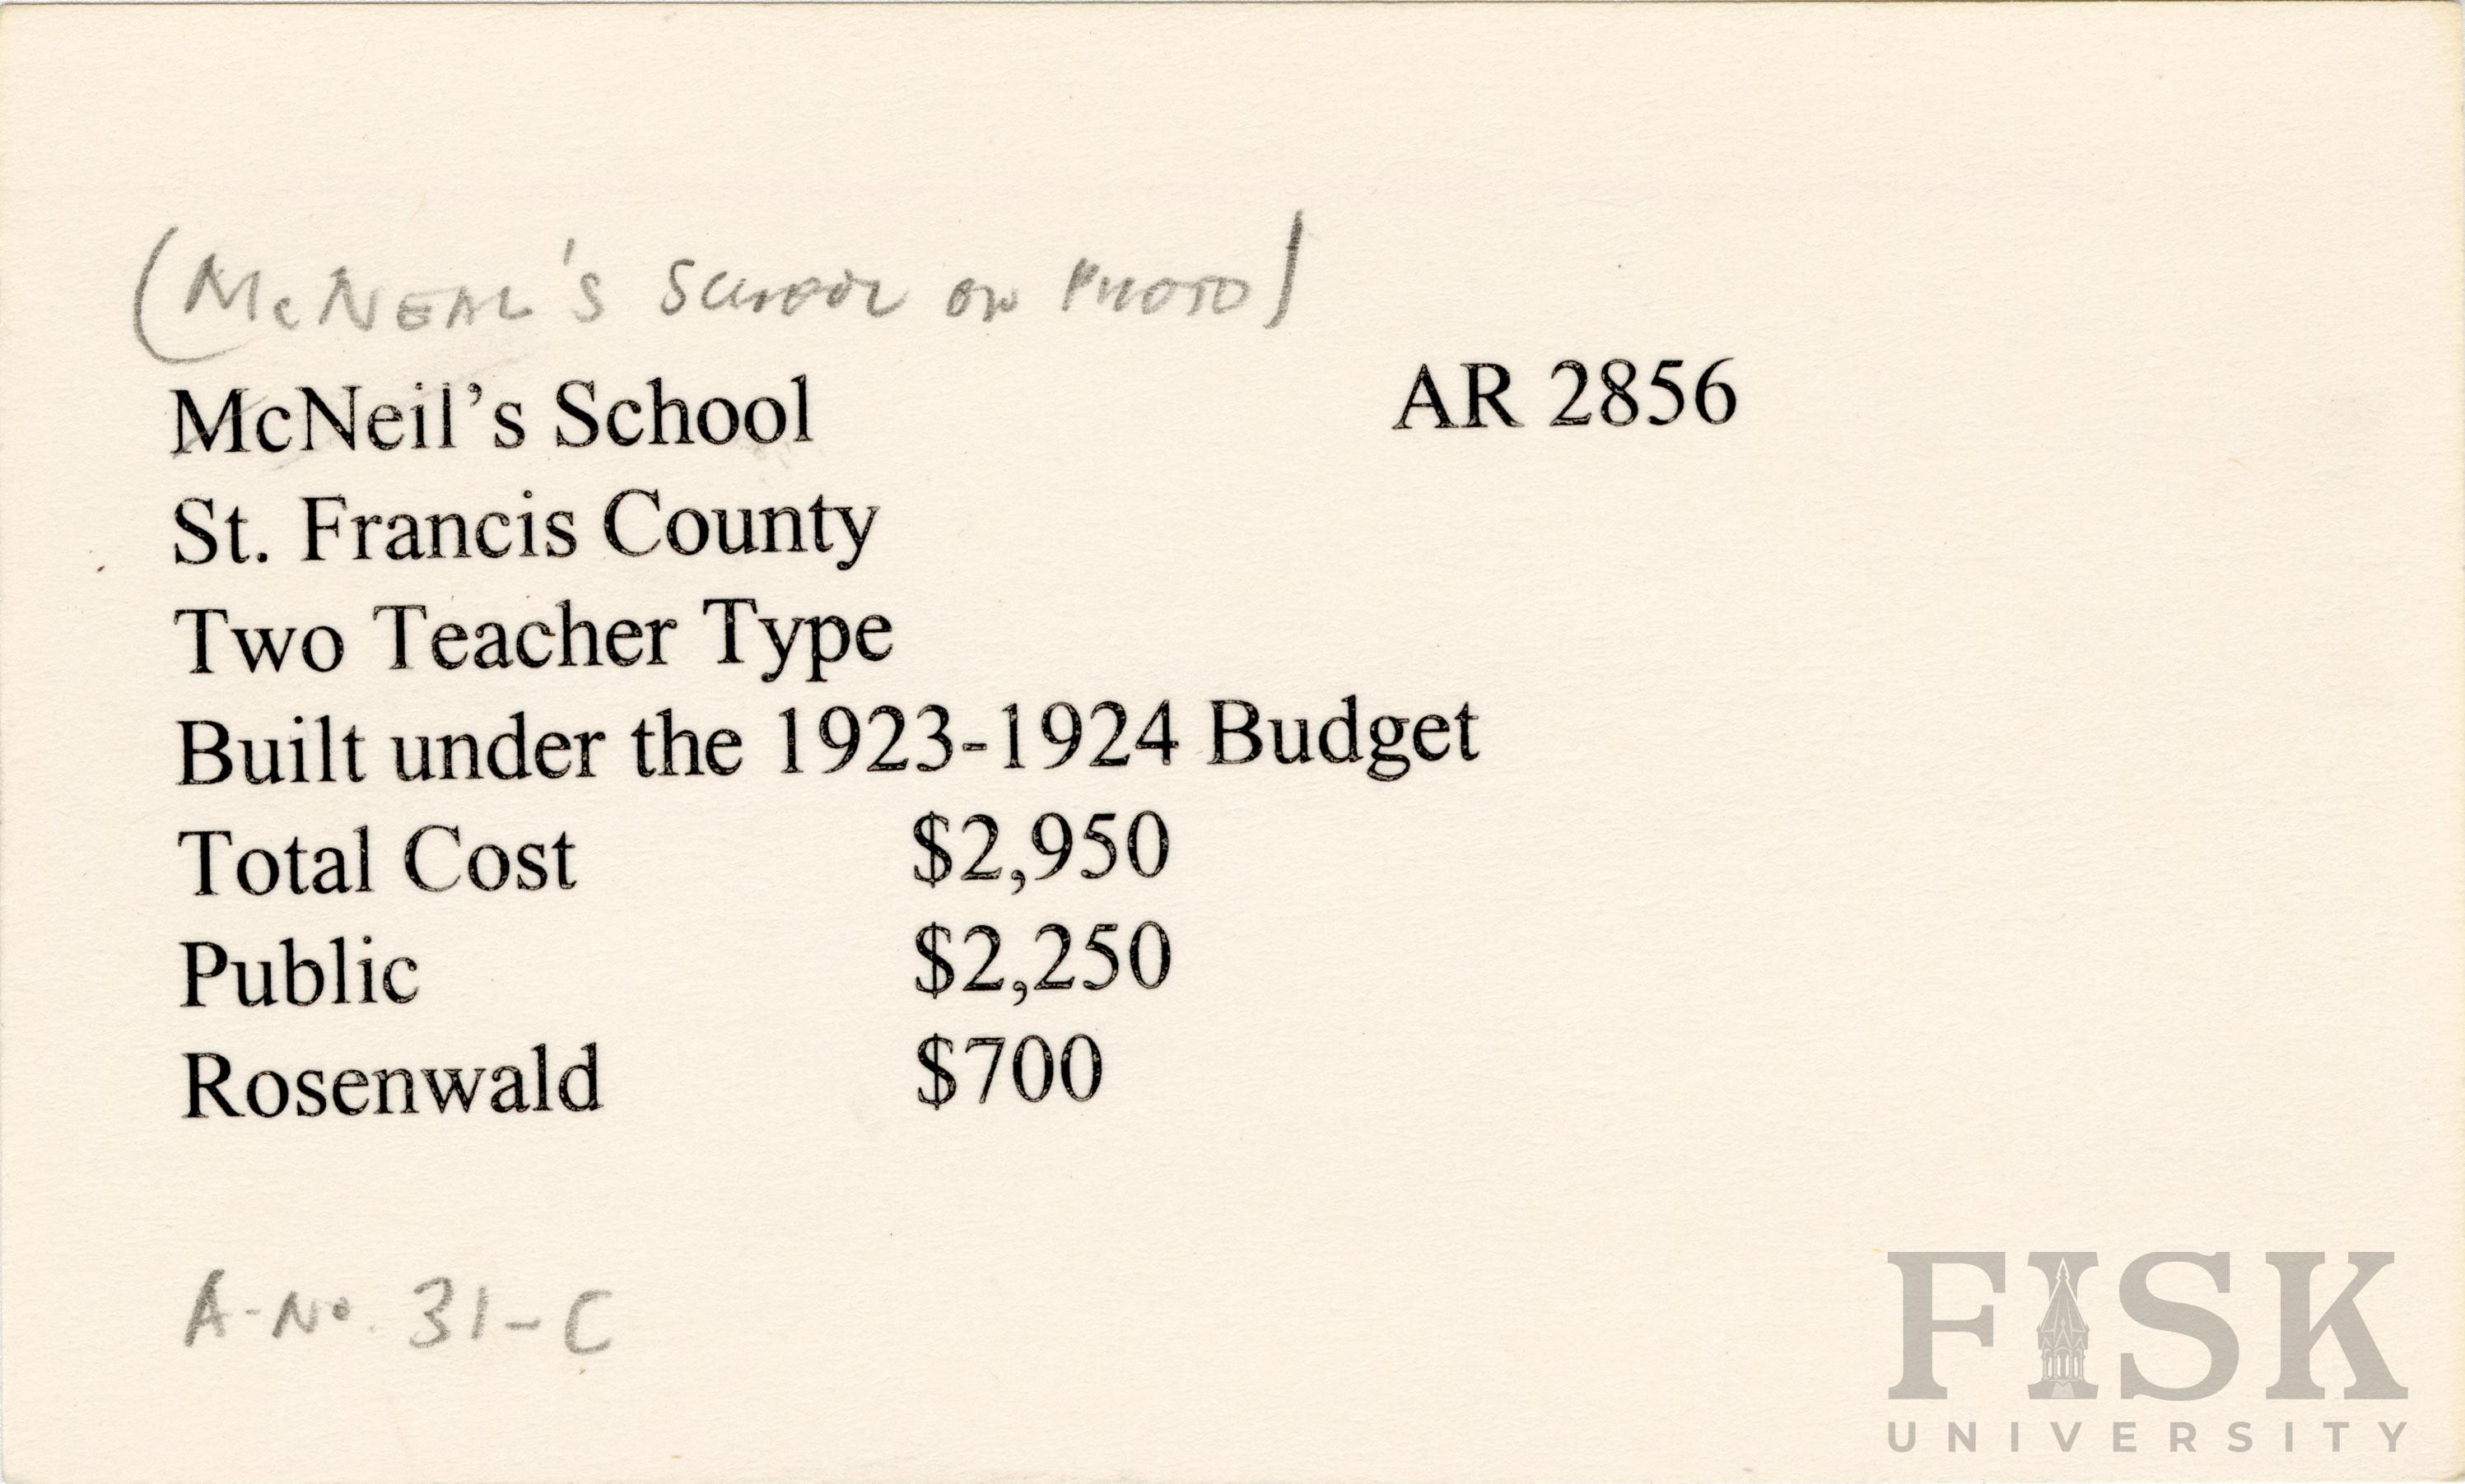 (McNEAL'S SCHOOL ON PHOTO)
McNeil's School AR 2856
St. Francis County
Two Teacher Type
Built under the 1923-1924 Budget
Total Cost $2,950
Public $2,250
Rosenwald $700
A-No. 31-C
FISK
UNIVERSITY